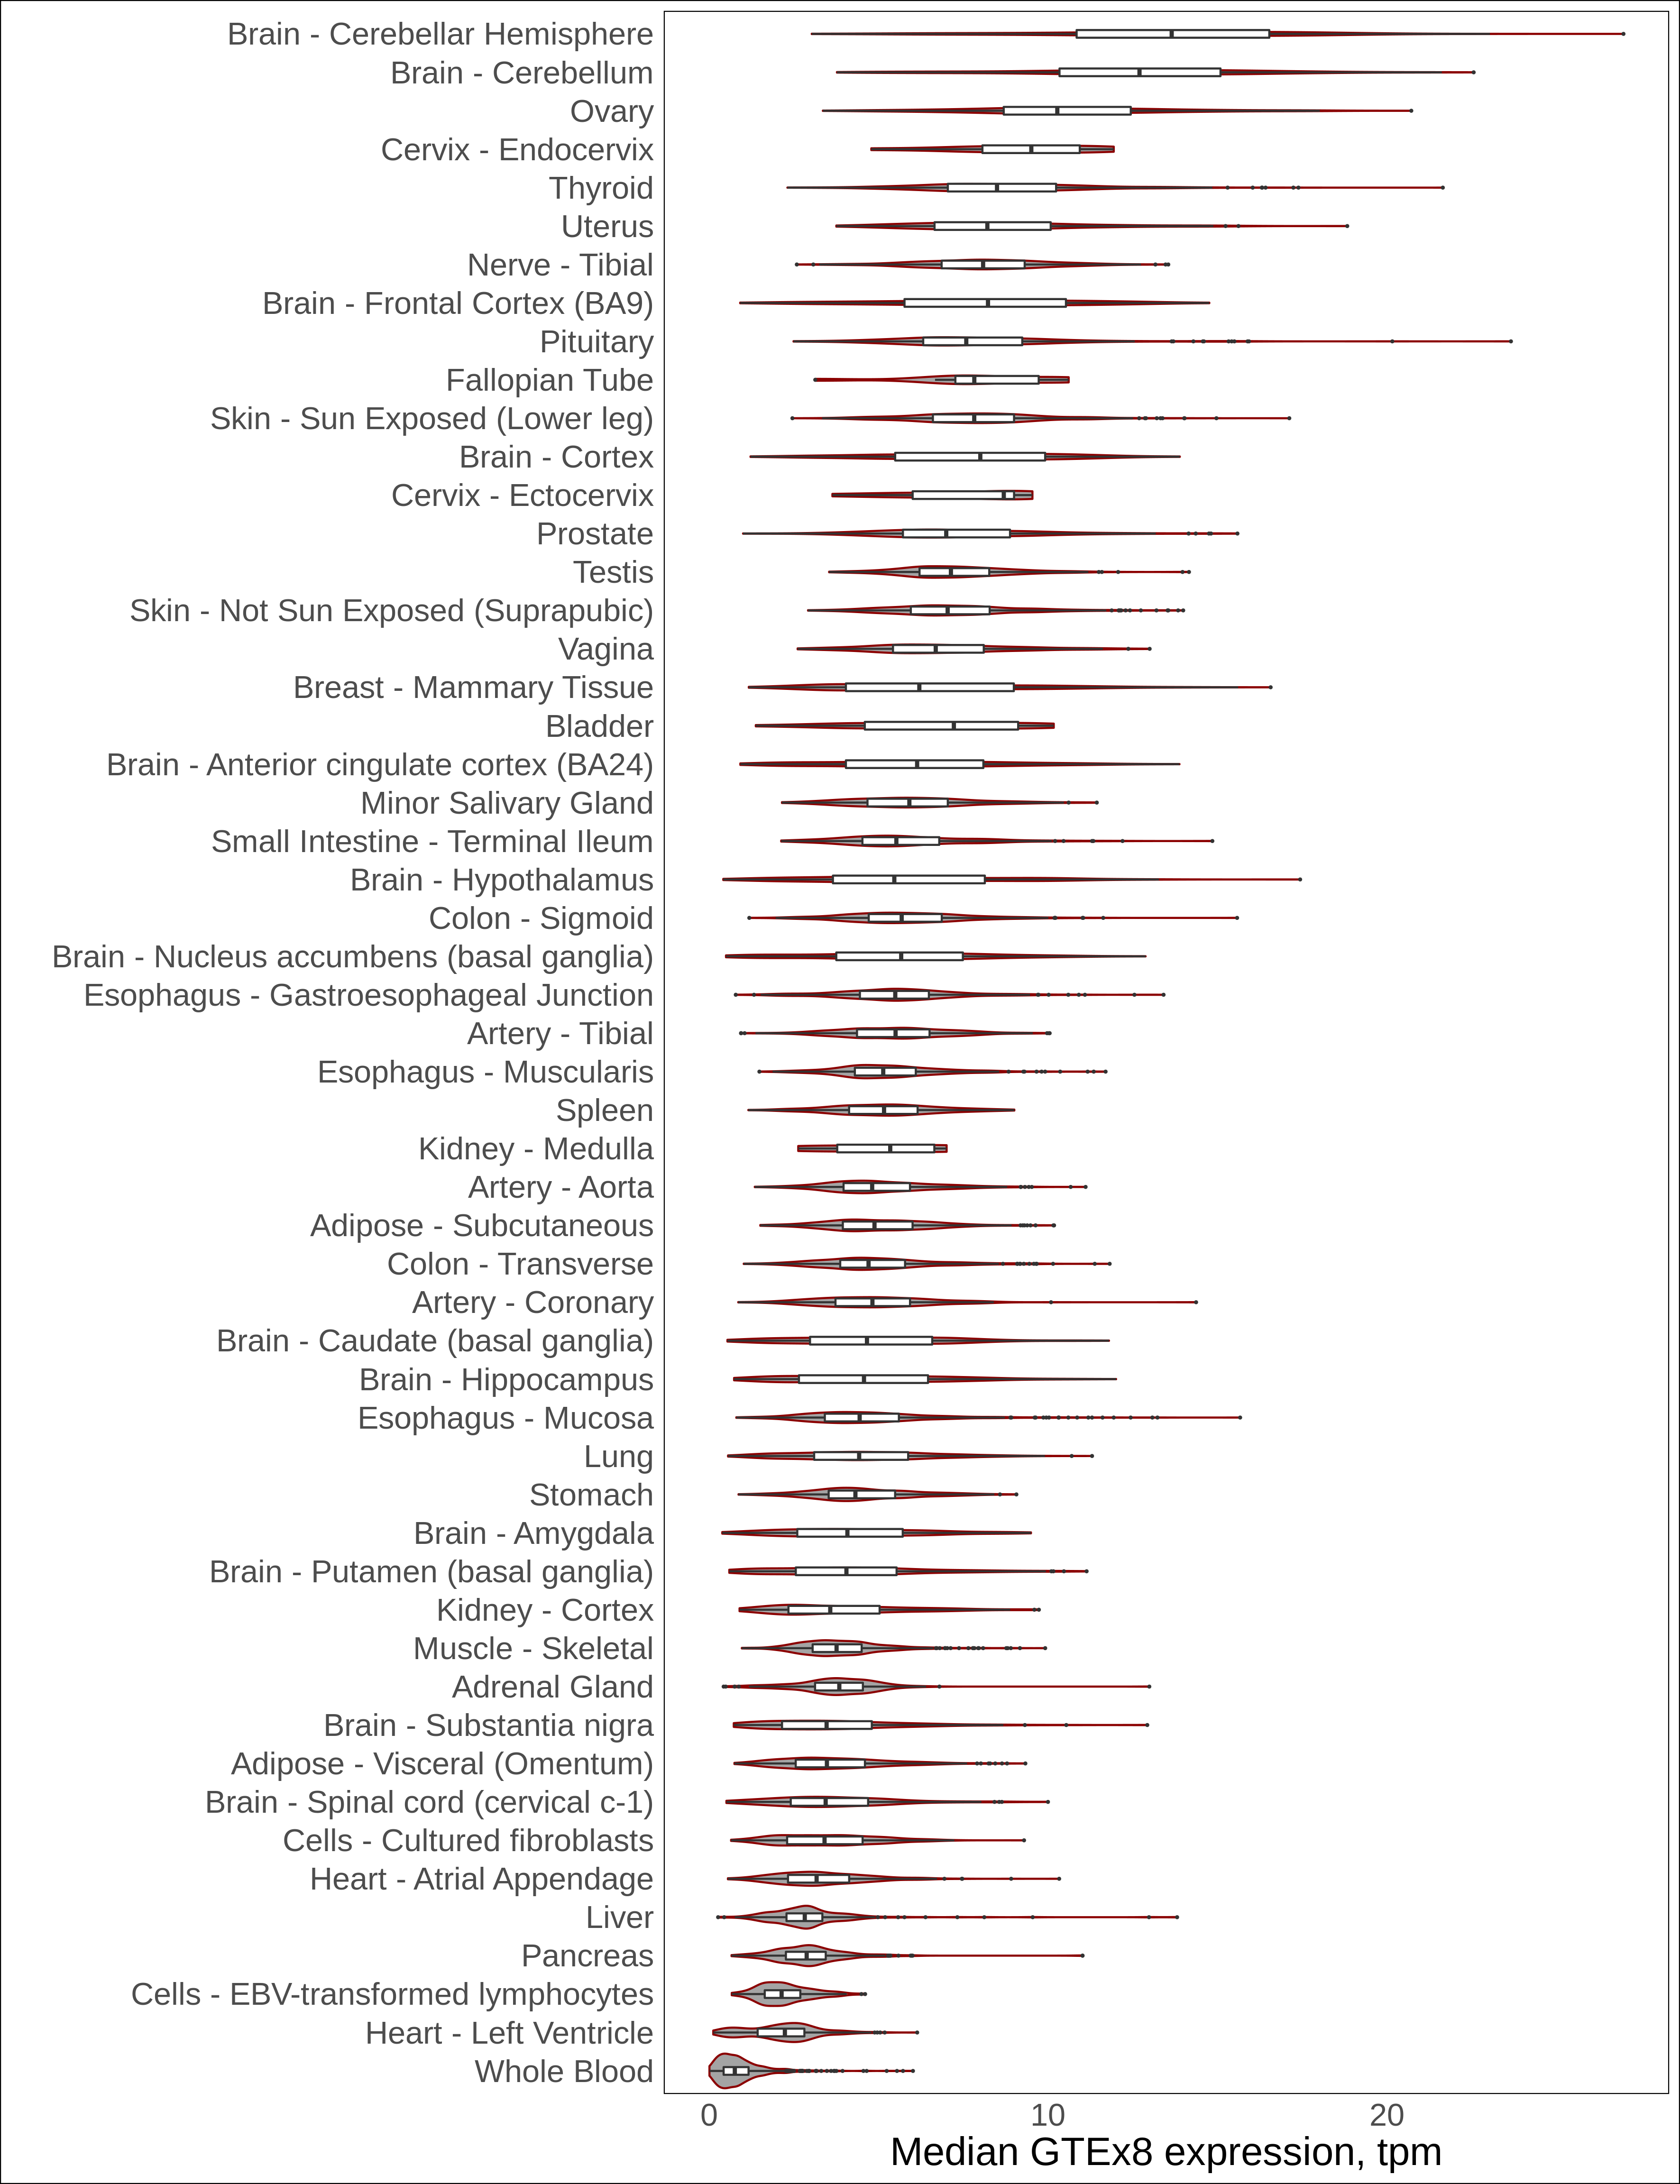 Brain - Cerebellar Hemisphere
Brain - Cerebellum
Ovary
Cervix - Endocervix
Thyroid
Uterus
Nerve - Tibial
Brain - Frontal Cortex (BA9)
Pituitary
Fallopian Tube
Skin - Sun Exposed (Lower leg)
Brain - Cortex
Cervix - Ectocervix
Prostate
Testis
Skin - Not Sun Exposed (Suprapubic)
Vagina
Breast - Mammary Tissue
Bladder
Brain - Anterior cingulate cortex (BA24)
Minor Salivary Gland
Small Intestine - Terminal Ileum
Brain - Hypothalamus
Colon - Sigmoid
Brain - Nucleus accumbens (basal ganglia)
Esophagus - Gastroesophageal Junction
Artery - Tibial
Esophagus - Muscularis
Spleen
Kidney - Medulla
Artery - Aorta
Adipose - Subcutaneous
Colon - Transverse
Artery - Coronary
Brain - Caudate (basal ganglia)
Brain - Hippocampus
Esophagus - Mucosa
Lung
Stomach
Brain - Amygdala
Brain - Putamen (basal ganglia)
Kidney - Cortex
Muscle - Skeletal
Adrenal Gland
Brain - Substantia nigra
Adipose - Visceral (Omentum)
Brain - Spinal cord (cervical c-1)
Cells - Cultured fibroblasts
Heart - Atrial Appendage
Liver
Pancreas
Cells - EBV-transformed lymphocytes
Heart - Left Ventricle
Whole Blood
0 10 20
Median GTEx8 expression, tpm